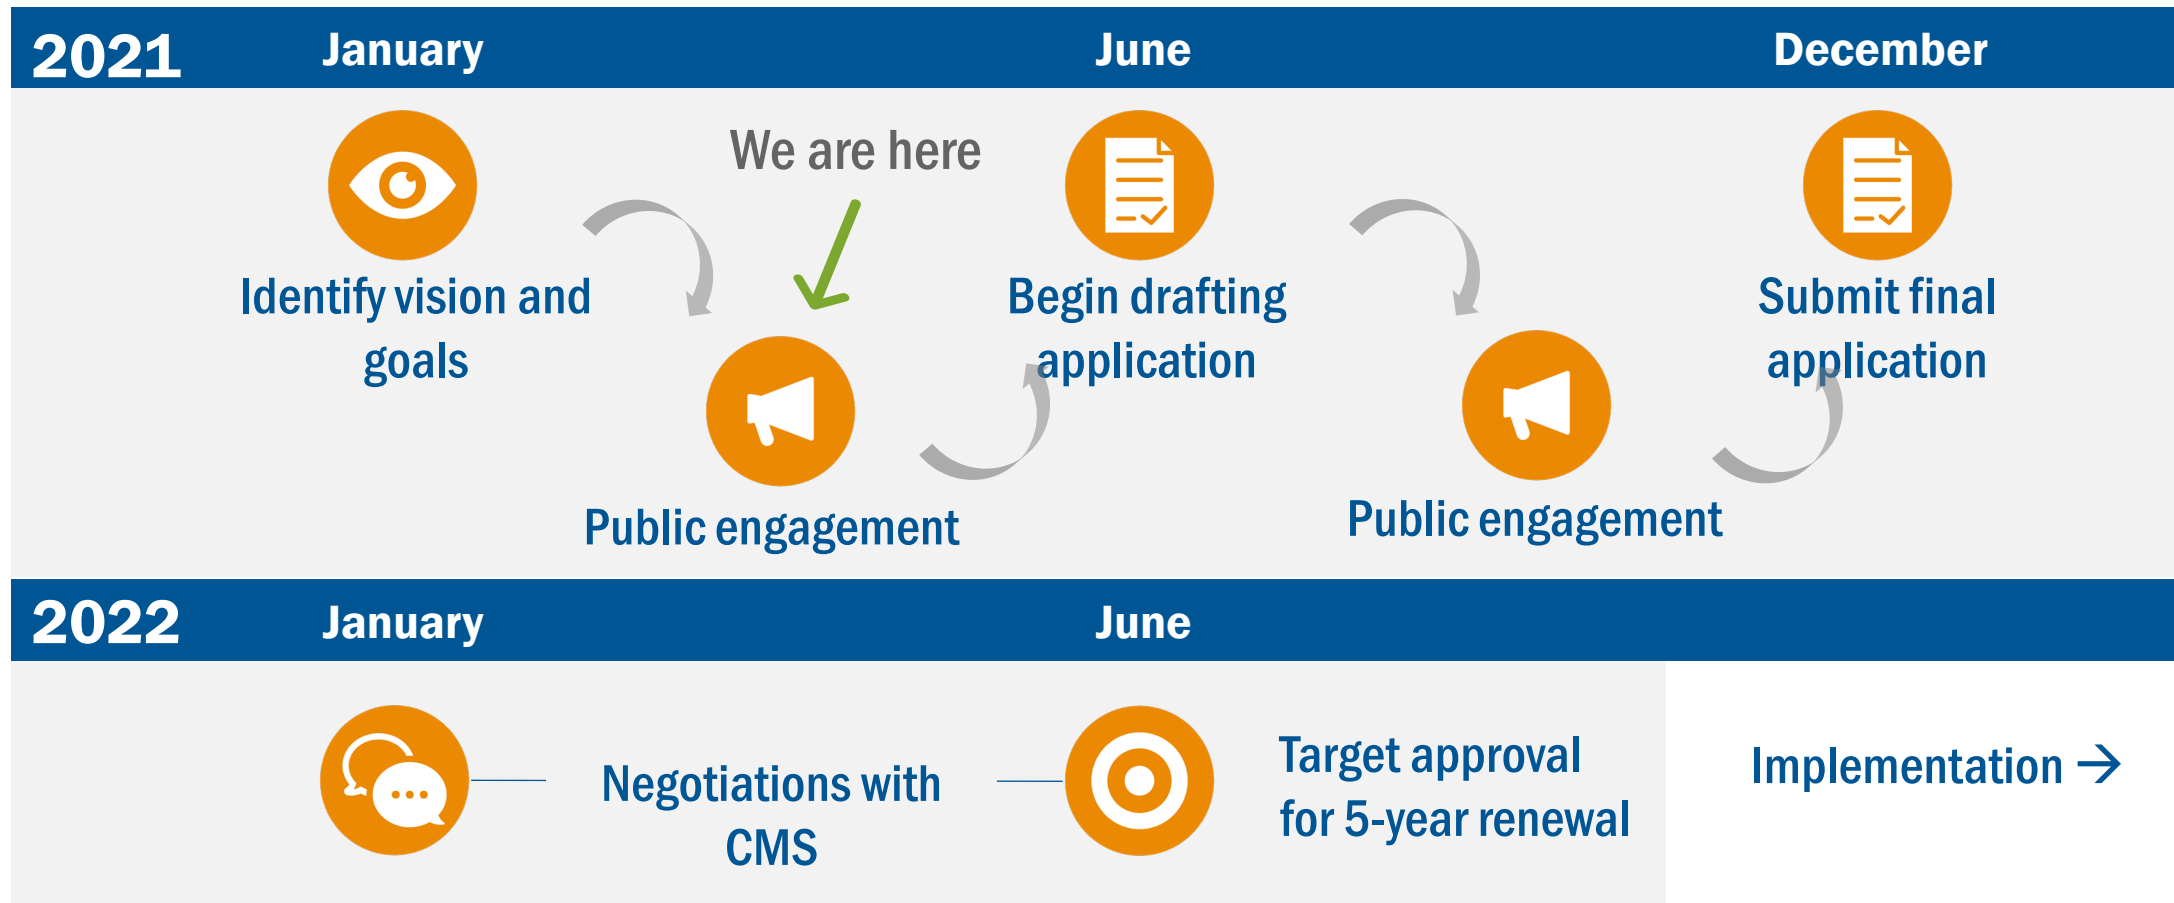 2021 January June December
We are here
Identify vision and
goals
Begin drafting
application
Submit final
application
Public engagement
Public engagement
2022 January June
Negotiations with
CMS
Target approval
for 5-year renewal
Implementation →